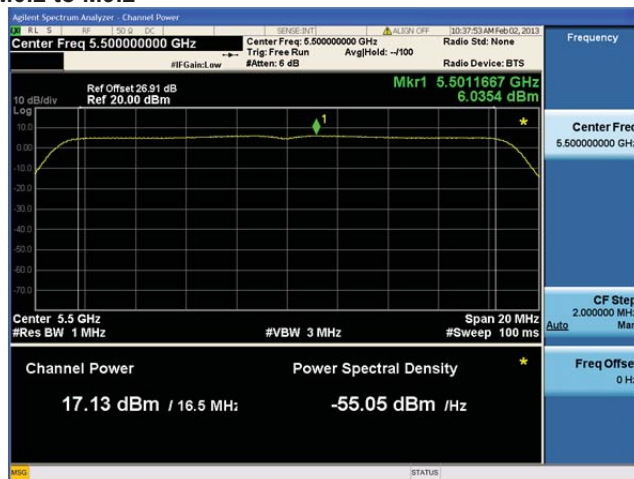 Agilent Spectrum Analyzer - Channel Power
RL S RF 50 Ω DC SENSE:INT ALIGN OFF 10:37:53 AM Feb 02, 2013
Center Freq 5.500000000 GHz
Center Freq: 5.500000000 GHz
Radio Std: None
Trig: Free Run Avg|Hold: --/100
#IFGain:Low #Atten: 6 dB Radio Device: BTS
Frequency
Ref Offset 26.91 dB
Mkr1 5.5011667 GHz
10 dB/div Ref 20.00 dBm 6.0354 dBm
Log
1
10.0
0.00
-10.0
-20.0
-30.0
-40.0
-50.0
-60.0
-70.0
Center 5.5 GHz Span 20 MHz
#Res BW 1 MHz #VBW 3 MHz #Sweep 100 ms
Channel Power Power Spectral Density
17.13 dBm / 16.5 MHz -55.05 dBm /Hz
Center Freq
5.500000000 GHz
CF Step
2.000000 MHz
Auto Man
Freq Offset
0 Hz
MSG STATUS